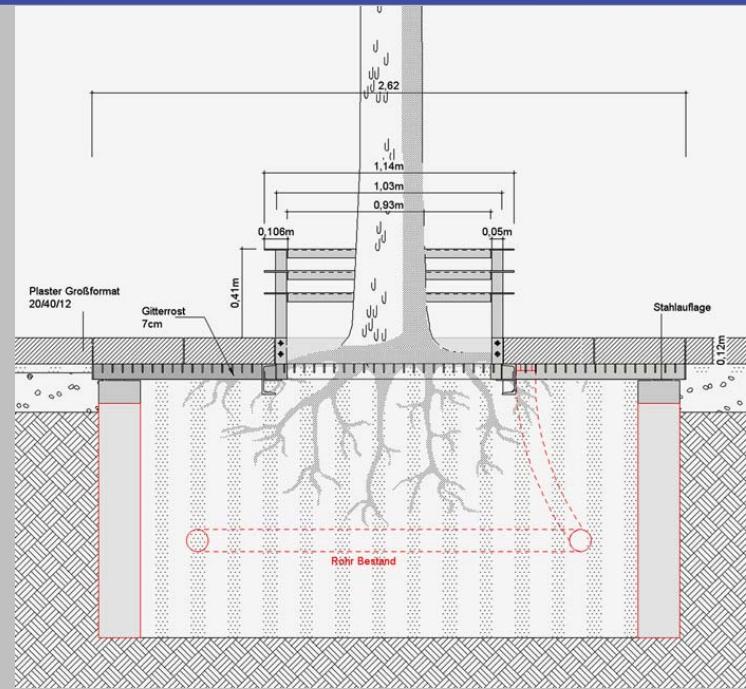 2,62
1,14m
1,03m
0,93m
0,106m
0,05m
0,41m
Plaster Großformat
20/40/12
Gitterrost
7cm
Stahlauflage
0,12m
Rohr Bestand